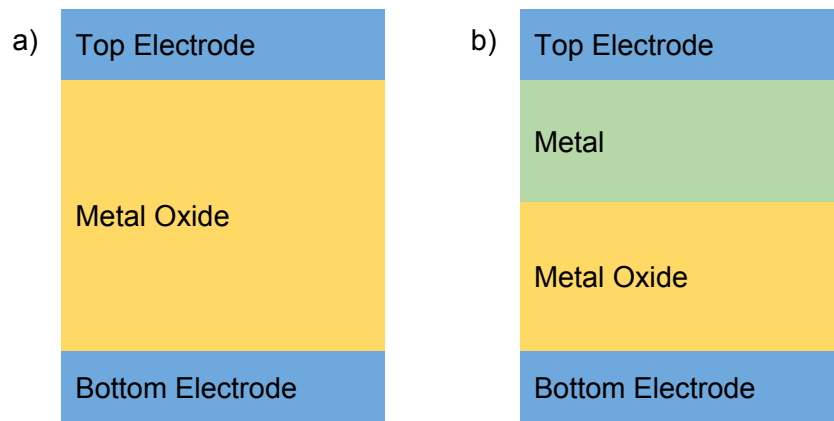 a)
Top Electrode
Metal Oxide
Bottom Electrode
b)
Top Electrode
Metal
Metal Oxide
Bottom Electrode